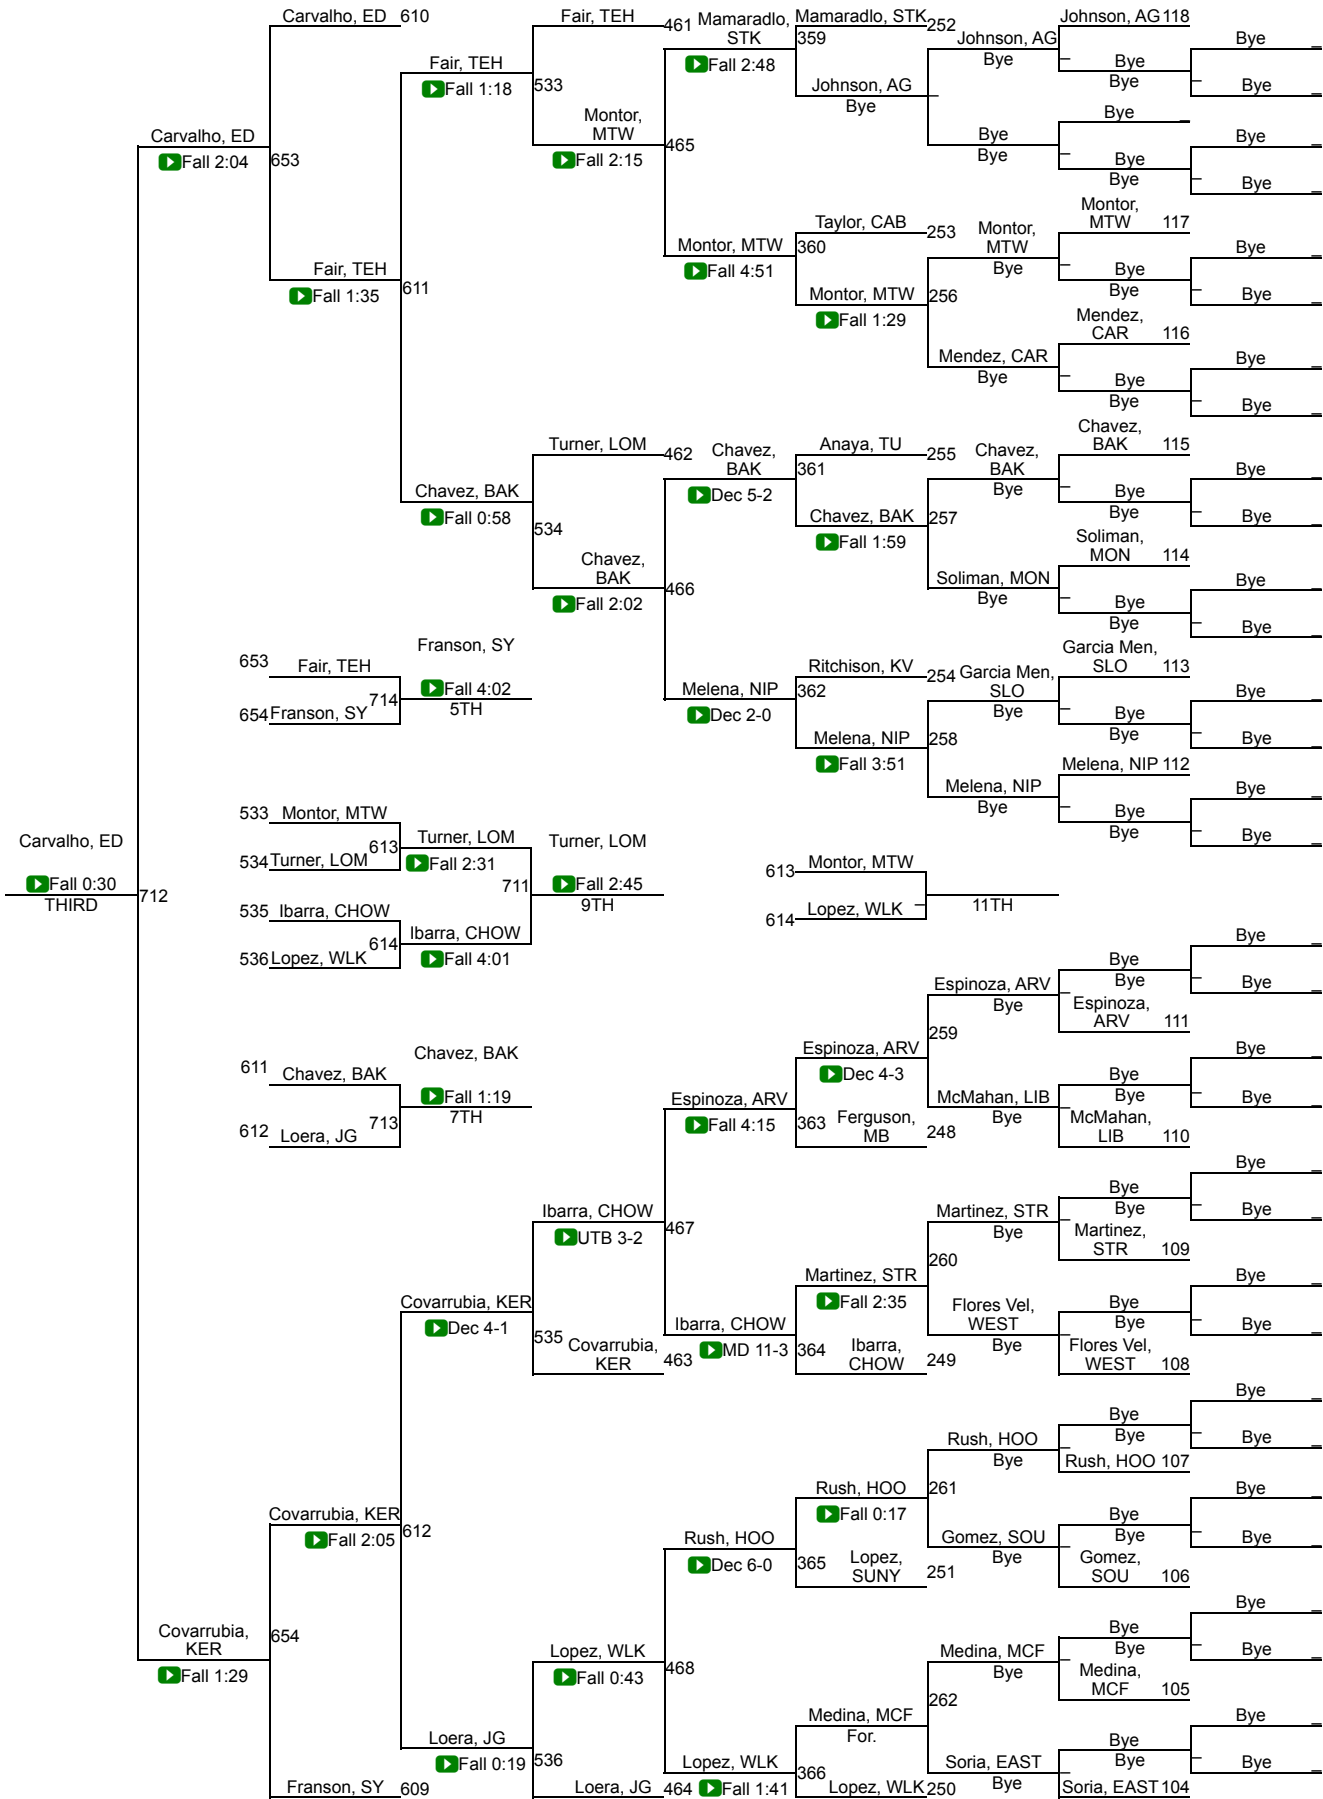 Carvalho, ED 610
Fair, TEH
461
Mamaradlo,
STK
Mamaradlo, STK
252
Johnson, AG 118
Bye _
359
Johnson, AG
Bye
Fall 2:48
Fair, TEH
Fall 1:18
533
Bye
Bye
Bye _
Johnson, AG
Bye
Montor,
MTW
Fall 2:15
465
Bye _
Bye
Bye
Bye _
Bye
Bye
Bye _
Carvalho, ED
Fall 2:04
653
Montor,
MTW 117
Taylor, CAB
253
Montor,
MTW
Bye
Montor, MTW
Fall 4:51
360
Bye _
Bye
Bye
Bye _
Fair, TEH
Fall 1:35
611
Montor, MTW
Fall 1:29
256
Mendez,
CAR 116
Mendez, CAR
Bye
Bye _
Bye
Bye
Bye _
Turner, LOM
462
Chavez,
BAK
Dec 5-2
Anaya, TU
361
255
Chavez,
BAK
Bye
Chavez,
BAK 115
Bye _
Bye
Bye
Bye _
Chavez, BAK
Fall 0:58
534
Chavez, BAK
Fall 1:59
257
Soliman,
MON 114
Chavez,
BAK
Fall 2:02
466
Soliman, MON
Bye
Bye _
Bye
Bye
Bye _
Franson, SY
653
Fair, TEH
Fall 4:02
5TH
714
654 Franson, SY
Ritchison, KV
254
Garcia Men,
SLO
Bye
Garcia Men,
SLO 113
Melena, NIP
Dec 2-0
362
Bye _
Bye
Bye
Bye _
Melena, NIP
Fall 3:51
258
Melena, NIP 112
Melena, NIP
Bye
Bye _
Bye
Bye
Bye _
533 Montor, MTW
Turner, LOM
Fall 2:31
613
534 Turner, LOM
Turner, LOM
Fall 2:45
9TH
711
Carvalho, ED
Fall 0:30
THIRD
712
535 Ibarra, CHOW
Ibarra, CHOW
Fall 4:01
614
536 Lopez, WLK
613 Montor, MTW
11TH
614 Lopez, WLK
Bye _
Bye
Bye
Bye _
Espinoza, ARV
Bye
Espinoza,
ARV 111
259
Chavez, BAK
611 Chavez, BAK
Fall 1:19
7TH
713
612 Loera, JG
Espinoza, ARV
Dec 4-3
Espinoza, ARV
Fall 4:15
363
Ferguson,
MB 248
Bye _
Bye
Bye
Bye _
McMahan, LIB
Bye
McMahan,
LIB 110
Bye _
Bye
Bye
Bye _
Ibarra, CHOW
UTB 3-2
467
Martinez, STR
Bye
Martinez,
STR 109
260
Martinez, STR
Fall 2:35
Covarrubia, KER
Dec 4-1
535
Covarrubia,
KER 463
Ibarra, CHOW
MD 11-3
364
Ibarra,
CHOW 249
Flores Vel,
WEST
Bye
Bye _
Bye
Bye
Bye _
Flores Vel,
WEST 108
Bye _
Bye
Bye
Bye _
Rush, HOO
Bye
Rush, HOO 107
Rush, HOO
Fall 0:17
261
Bye _
Bye
Bye
Bye _
Covarrubia, KER
Fall 2:05
612
Rush, HOO
Dec 6-0
365
Lopez,
SUNY 251
Gomez, SOU
Bye
Gomez,
SOU 106
Covarrubia,
KER
Fall 1:29
654
Lopez, WLK
Fall 0:43
468
Medina, MCF
Bye
Bye _
Bye
Bye
Bye _
Medina,
MCF 105
262
Medina, MCF
For.
Loera, JG
Fall 0:19
536
Lopez, WLK
Fall 1:41
366
Soria, EAST
Bye
Bye _
Bye
Bye
Bye _
Franson, SY 609
Loera, JG 464
Lopez, WLK 250
Soria, EAST 104